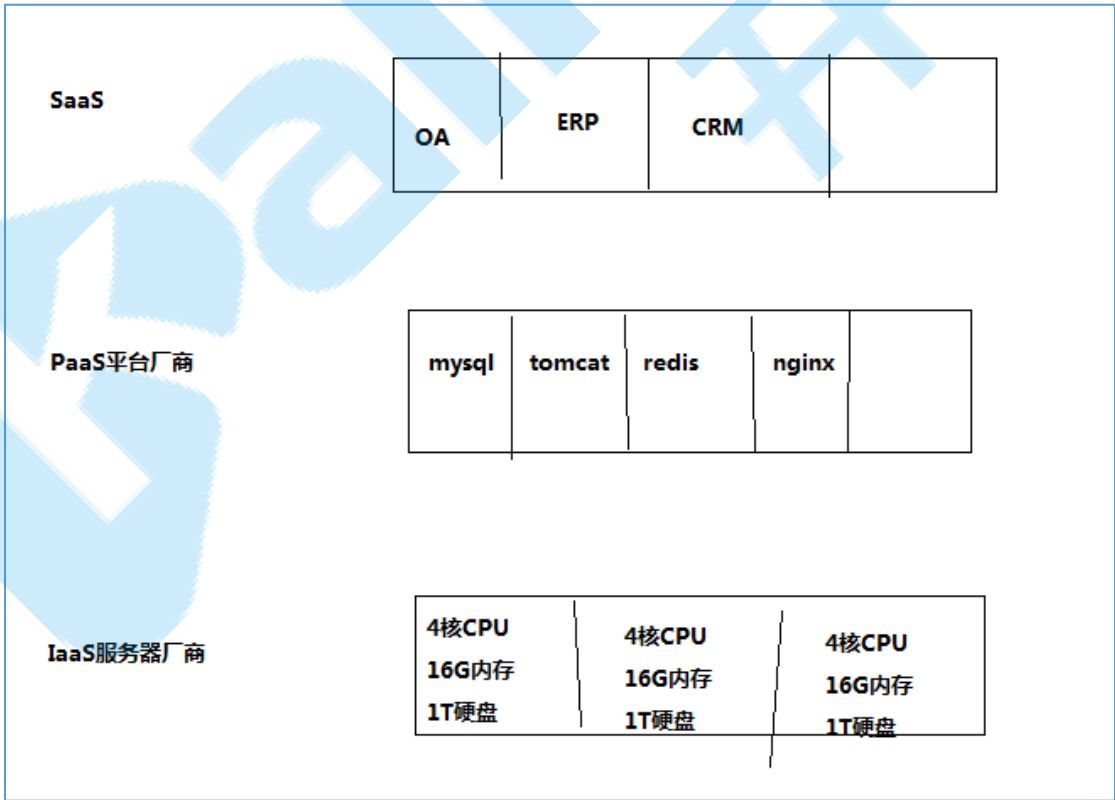 SaaS
OA
ERP
CRM
PaaS平台厂商
mysql
tomcat
redis
nginx
IaaS服务器厂商
4核CPU
16G内存
1T硬盘
4核CPU
16G内存
1T硬盘
4核CPU
16G内存
1T硬盘